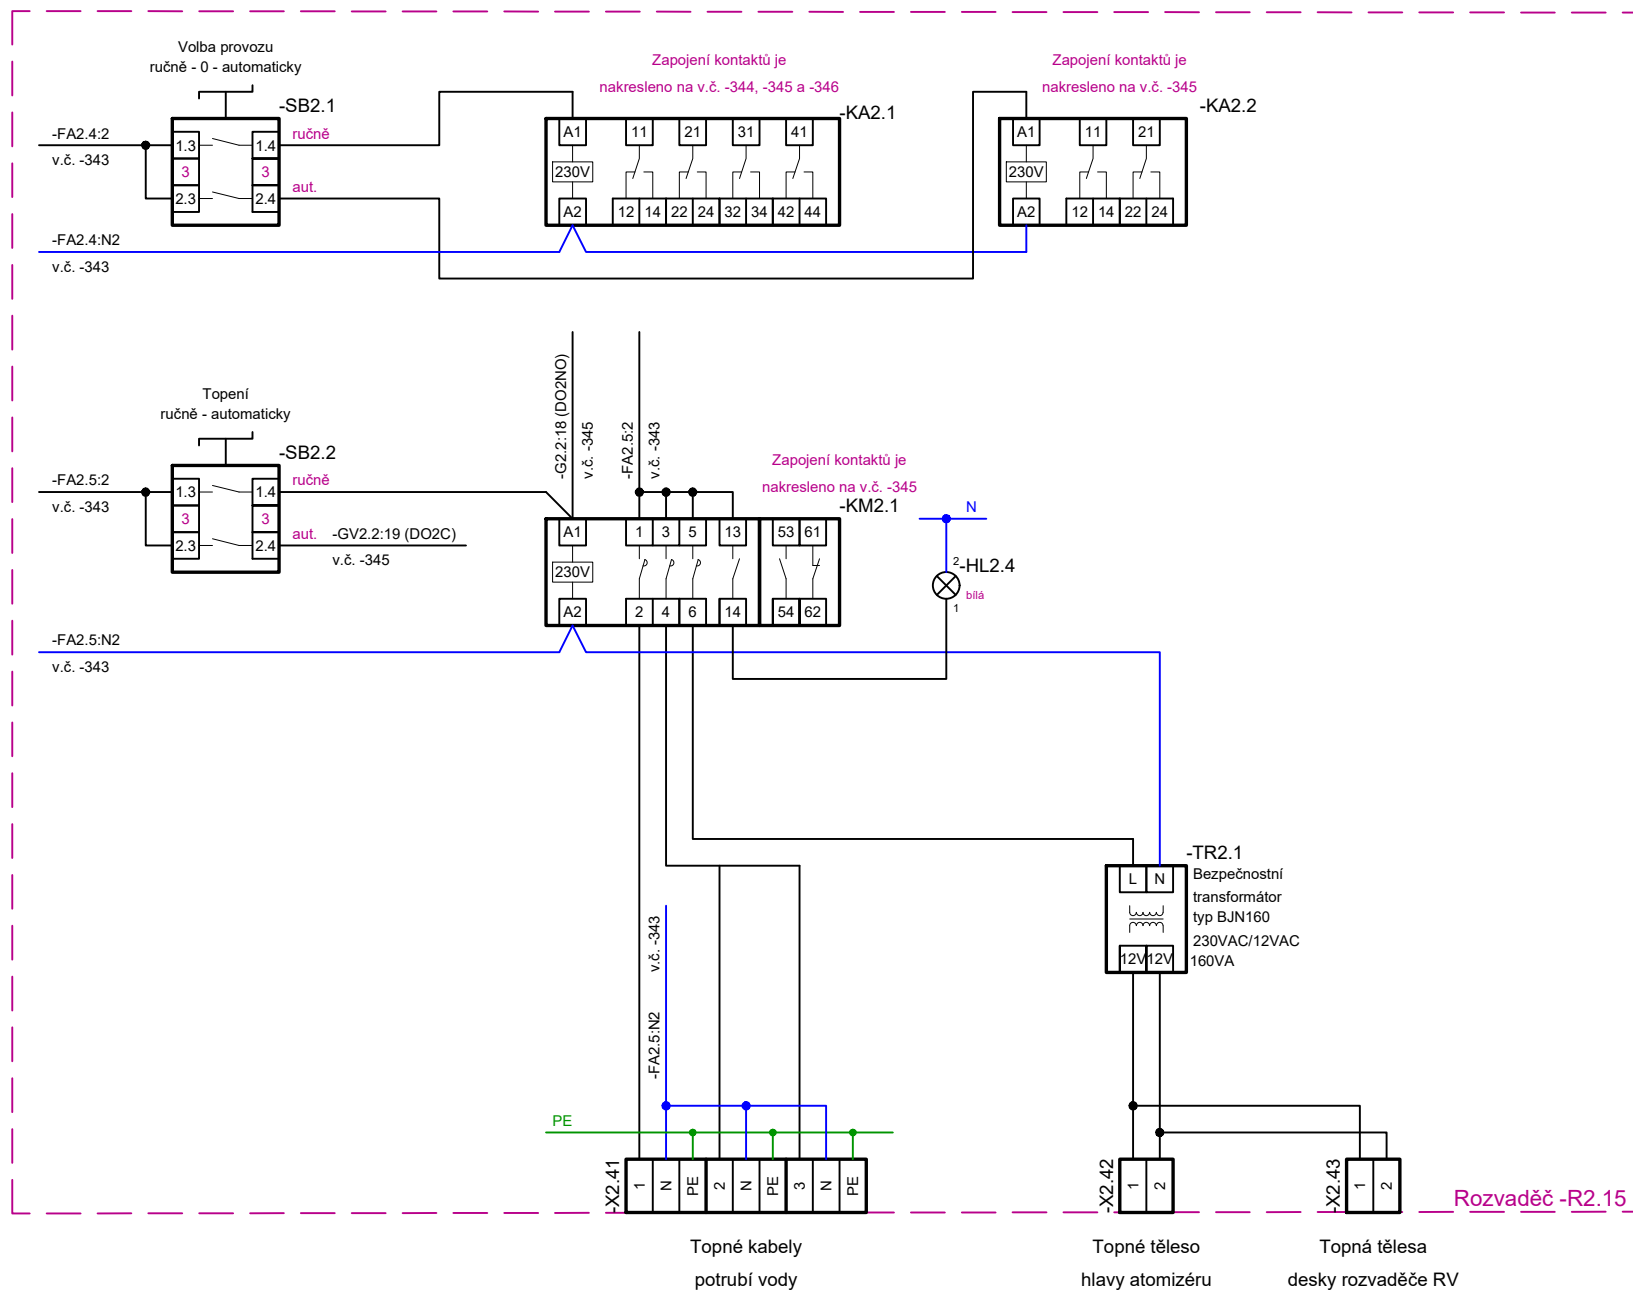 Volba provozu
ručně - 0 - automaticky
-SB2.1
-FA2.4:2
v.č. -343
1.3
1.4
3
3
2.3
2.4
ručně
aut.
-FA2.4:N2
v.č. -343
Zapojení kontaktů je
nakresleno na v.č. -344, -345 a -346
-KA2.1
A1
11
21
31
41
230V
A2
12
14
22
24
32
34
42
44
Zapojení kontaktů je
nakresleno na v.č. -345
-KA2.2
A1
11
21
230V
A2
12
14
22
24
Topení
ručně - automaticky
-SB2.2
-FA2.5:2
v.č. -343
1.3
1.4
3
3
2.3
2.4
ručně
aut.
-GV2.2:19 (DO2C)
v.č. -345
-FA2.5:N2
v.č. -343
-G2.2:18 (DO2NO)
v.č. -345
-FA2.5:2
v.č. -343
Zapojení kontaktů je
nakresleno na v.č. -345
-KM2.1
A1
1
3
5
13
53
61
230V
A2
2
4
6
14
54
62
N
2
-HL2.4
bílá
1
-TR2.1
L
N
Bezpečnostní
transformátor
typ BJN160
230VAC/12VAC
160VA
12V
12V
v.č. -343
-FA2.5:N2
PE
-X2.41
1
N
PE
2
N
PE
3
N
PE
-X2.42
1
2
-X2.43
1
2
Rozvaděč -R2.15
Topné kabely
potrubí vody
Topné těleso
hlavy atomizéru
Topná tělesa
desky rozvaděče RV